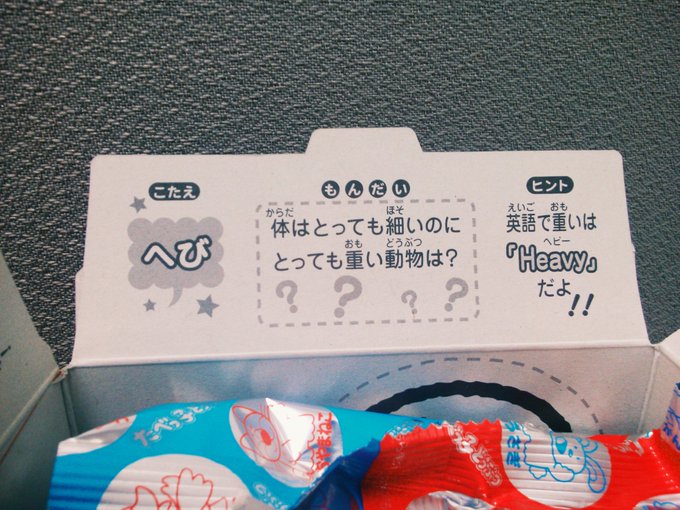 こたえ
へび
もんだい
からだ ほそ
体はとっても細いのに
おも どうぶつ
とっても重い動物は?
? ? ? ?
ヒント
えいご おも
英語で重いは
ヘビー
「Heavy」
だよ!!